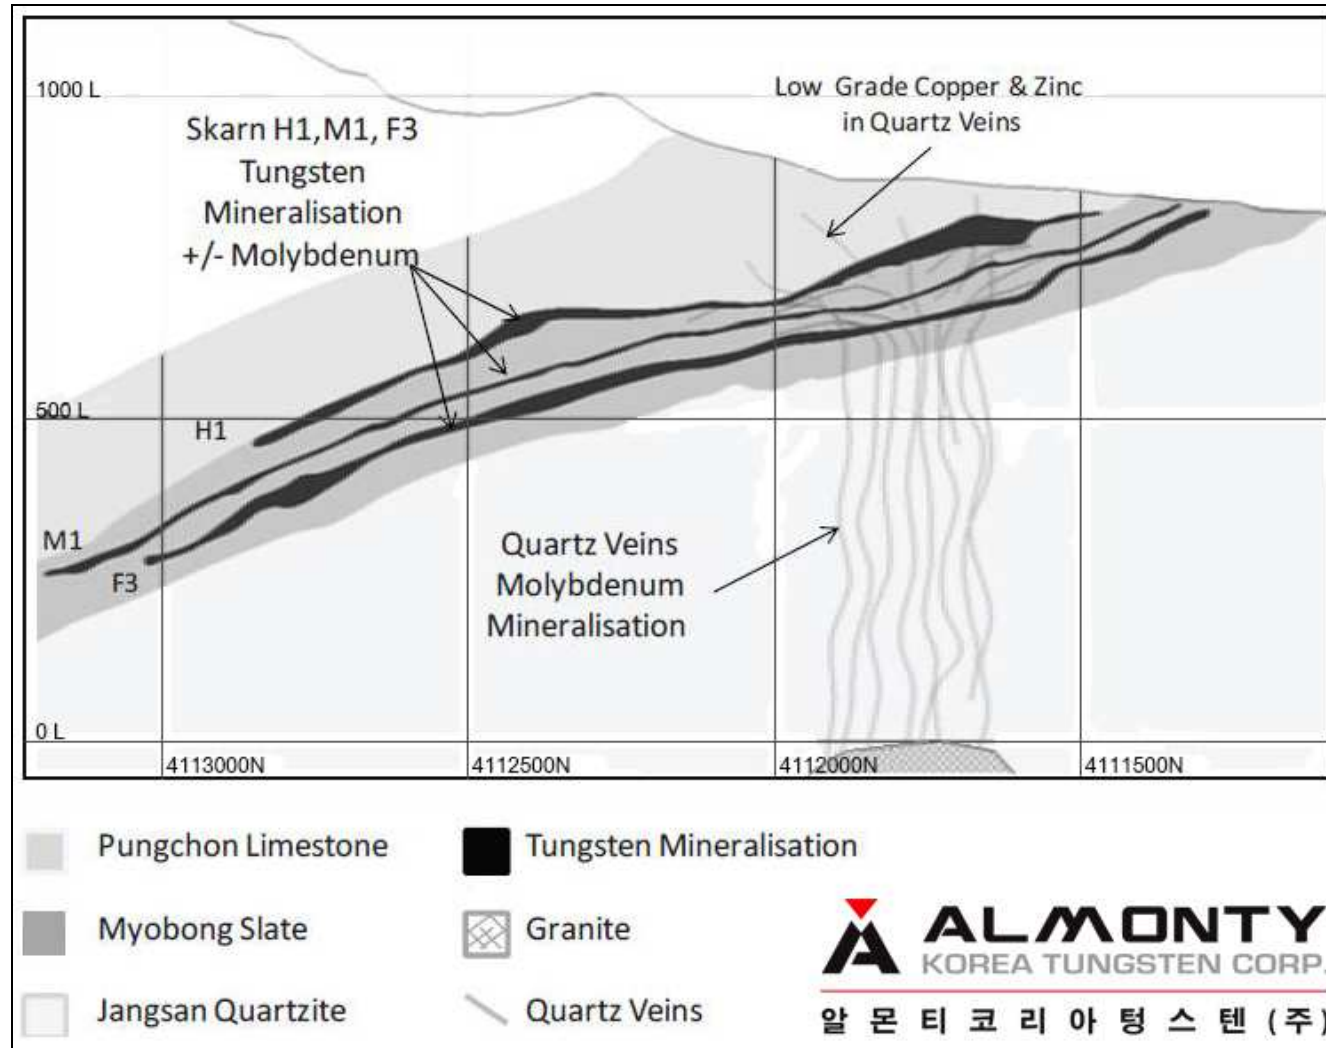 1000 L
Low Grade Copper & Zinc
in Quartz Veins
Skarn H1,M1, F3
Tungsten
Mineralisation
+/- Molybdenum
500 L
H1
M1
F3
Quartz Veins
Molybdenum
Mineralisation
0 L
4113000N
4112500N
4112000N
4111500N
Pungchon Limestone
Tungsten Mineralisation
Myobong Slate
Granite
Jangsan Quartzite
Quartz Veins
ALMONTY
KOREA TUNGSTEN CORP.
알몬티코리아텅스텐(주)